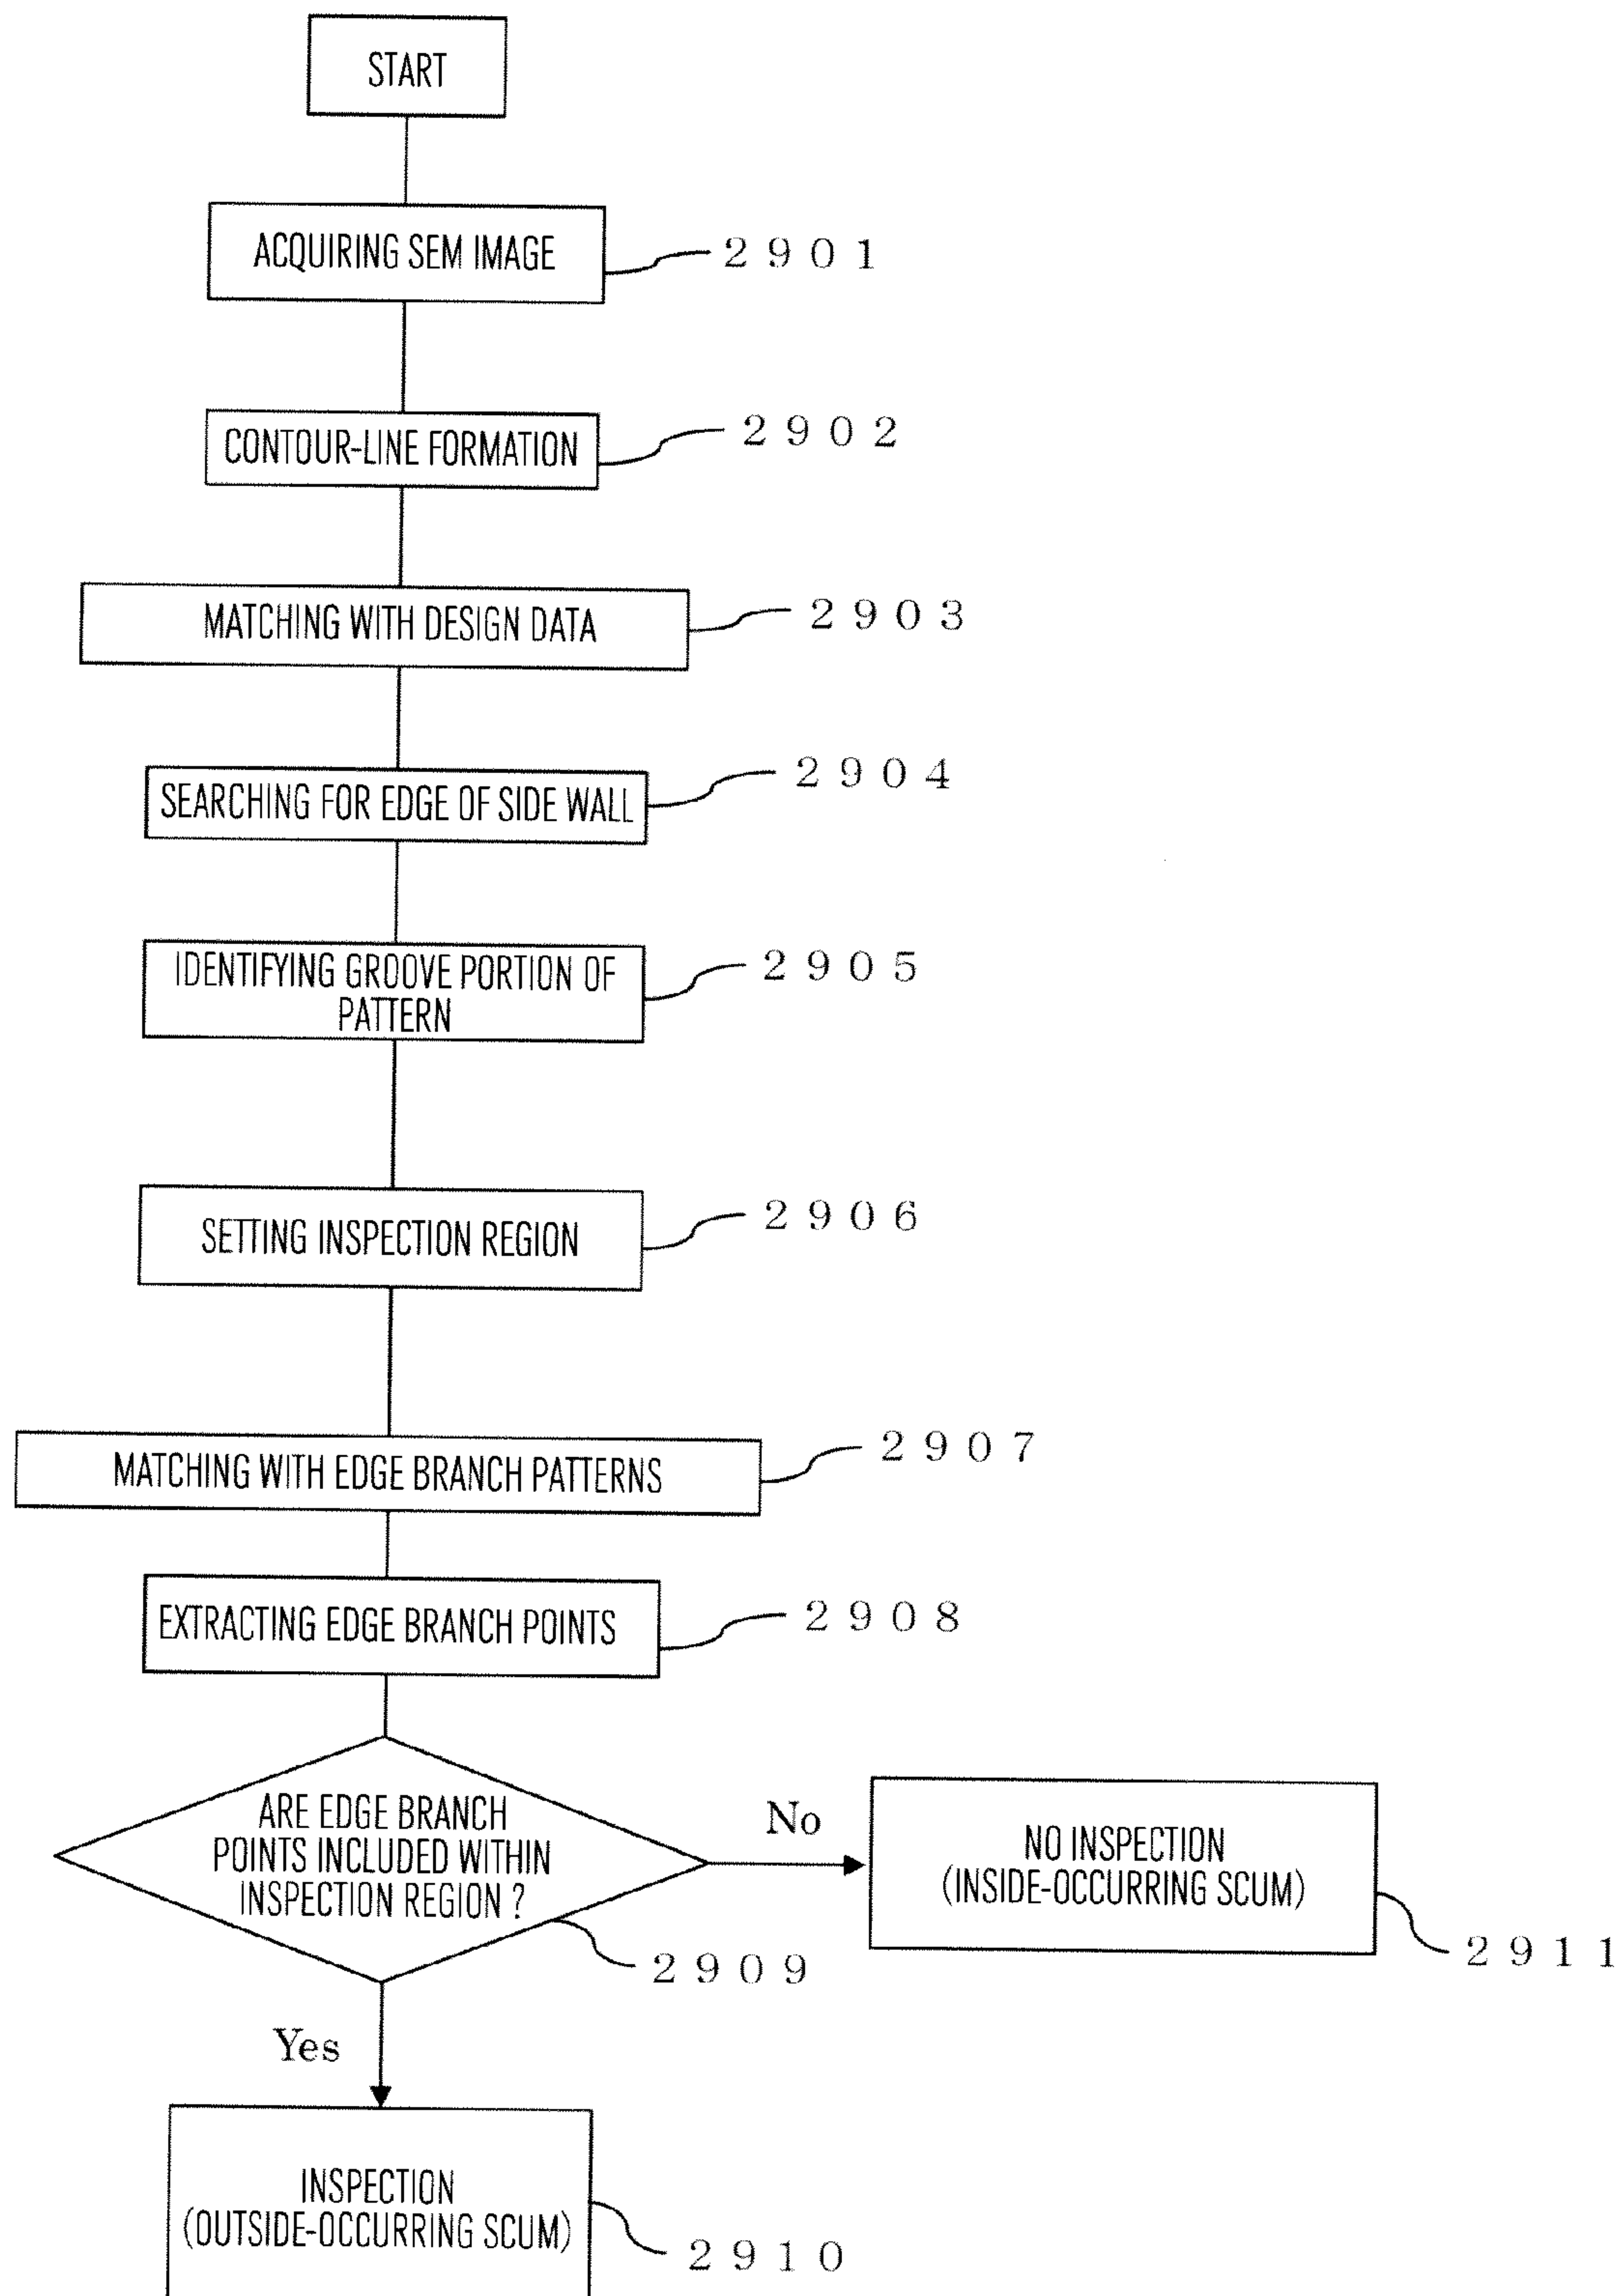 START
ACQUIRING SEM IMAGE
2901
CONTOUR-LINE FORMATION
2902
MATCHING WITH DESIGN DATA
2903
SEARCHING FOR EDGE OF SIDE WALL
2904
IDENTIFYING GROOVE PORTION OF
PATTERN
2905
SETTING INSPECTION REGION
2906
MATCHING WITH EDGE BRANCH PATTERNS
2907
EXTRACTING EDGE BRANCH POINTS
2908
ARE EDGE BRANCH
POINTS INCLUDED WITHIN
INSPECTION REGION ?
2909
No
NO INSPECTION
(INSIDE-OCCURRING SCUM)
2911
Yes
INSPECTION
(OUTSIDE-OCCURRING SCUM)
2910